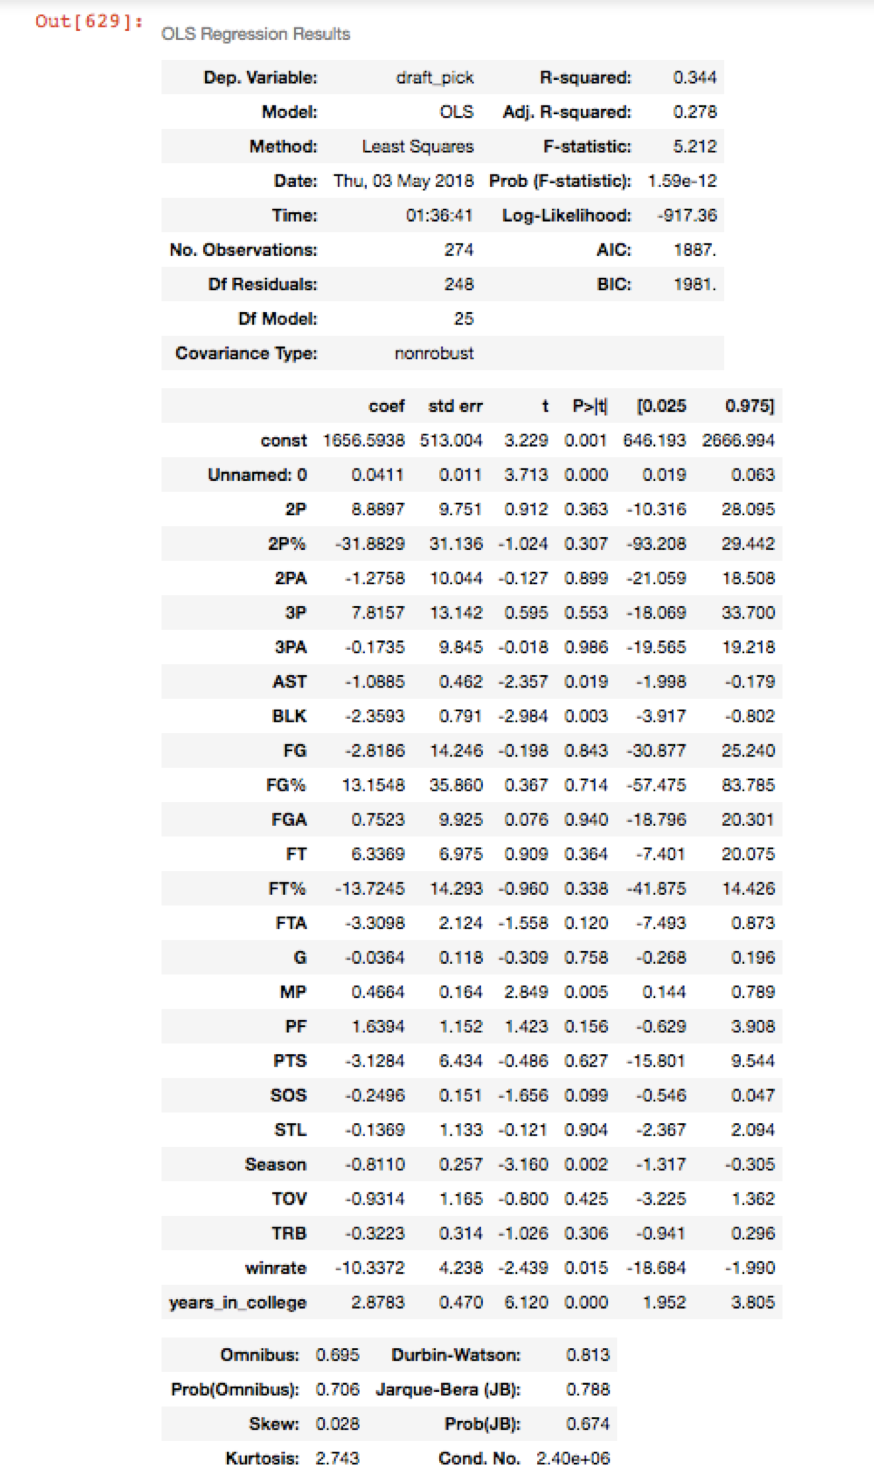 Out[629]:
OLS Regression Results
Dep. Variable: draft_pick R-squared: 0.344
Model: OLS Adj. R-squared: 0.278
Method: Least Squares F-statistic: 5.212
Date: Thu, 03 May 2018 Prob (F-statistic): 1.59e-12
Time: 01:36:41 Log-Likelihood: -917.36
No. Observations: 274 AIC: 1887.
Df Residuals: 248 BIC: 1981.
Df Model: 25
Covariance Type: nonrobust
coef std err t P>|t| [0.025 0.975]
const 1656.5938 513.004 3.229 0.001 646.193 2666.994
Unnamed: 0 0.0411 0.011 3.713 0.000 0.019 0.063
2P 8.8897 9.751 0.912 0.363 -10.316 28.095
2P% -31.8829 31.136 -1.024 0.307 -93.208 29.442
2PA -1.2758 10.044 -0.127 0.899 -21.059 18.508
3P 7.8157 13.142 0.595 0.553 -18.069 33.700
3PA -0.1735 9.845 -0.018 0.986 -19.565 19.218
AST -1.0885 0.462 -2.357 0.019 -1.998 -0.179
BLK -2.3593 0.791 -2.984 0.003 -3.917 -0.802
FG -2.8186 14.246 -0.198 0.843 -30.877 25.240
FG% 13.1548 35.860 0.367 0.714 -57.475 83.785
FGA 0.7523 9.925 0.076 0.940 -18.796 20.301
FT 6.3369 6.975 0.909 0.364 -7.401 20.075
FT% -13.7245 14.293 -0.960 0.338 -41.875 14.426
FTA -3.3098 2.124 -1.558 0.120 -7.493 0.873
G -0.0364 0.118 -0.309 0.758 -0.268 0.196
MP 0.4664 0.164 2.849 0.005 0.144 0.789
PF 1.6394 1.152 1.423 0.156 -0.629 3.908
PTS -3.1284 6.434 -0.486 0.627 -15.801 9.544
SOS -0.2496 0.151 -1.656 0.099 -0.546 0.047
STL -0.1369 1.133 -0.121 0.904 -2.367 2.094
Season -0.8110 0.257 -3.160 0.002 -1.317 -0.305
TOV -0.9314 1.165 -0.800 0.425 -3.225 1.362
TRB -0.3223 0.314 -1.026 0.306 -0.941 0.296
winrate -10.3372 4.238 -2.439 0.015 -18.684 -1.990
years_in_college 2.8783 0.470 6.120 0.000 1.952 3.805
Omnibus: 0.695 Durbin-Watson: 0.813
Prob(Omnibus): 0.706 Jarque-Bera (JB): 0.788
Skew: 0.028 Prob(JB): 0.674
Kurtosis: 2.743 Cond. No. 2.40e+06